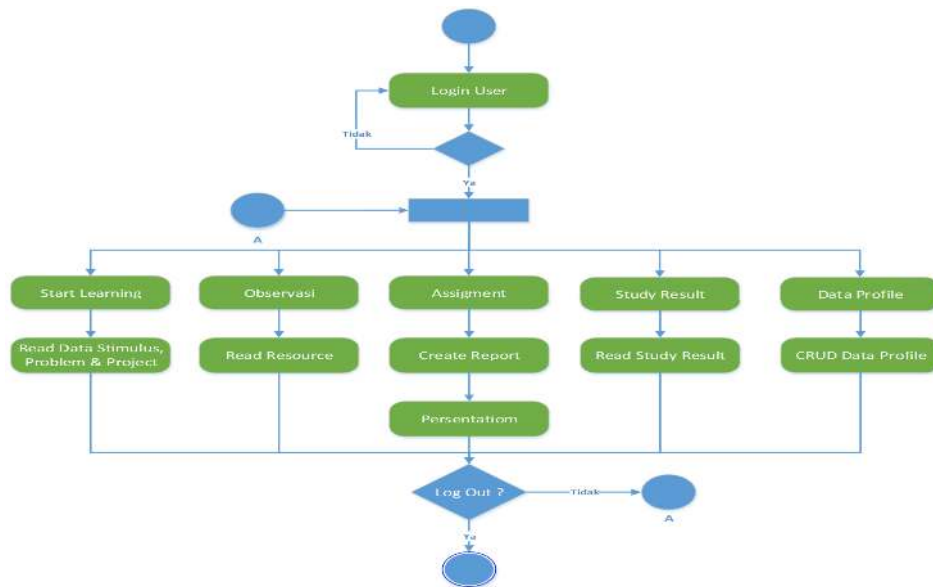 Login User
Tidak
Ya
A
Start Learning
Observasi
Assigment
Study Result
Data Profile
Read Data Stimulus,
Problem & Project
Read Resource
Create Report
Read Study Result
CRUD Data Profile
Persentatiom
Log Out ?
Tidak
A
Ya